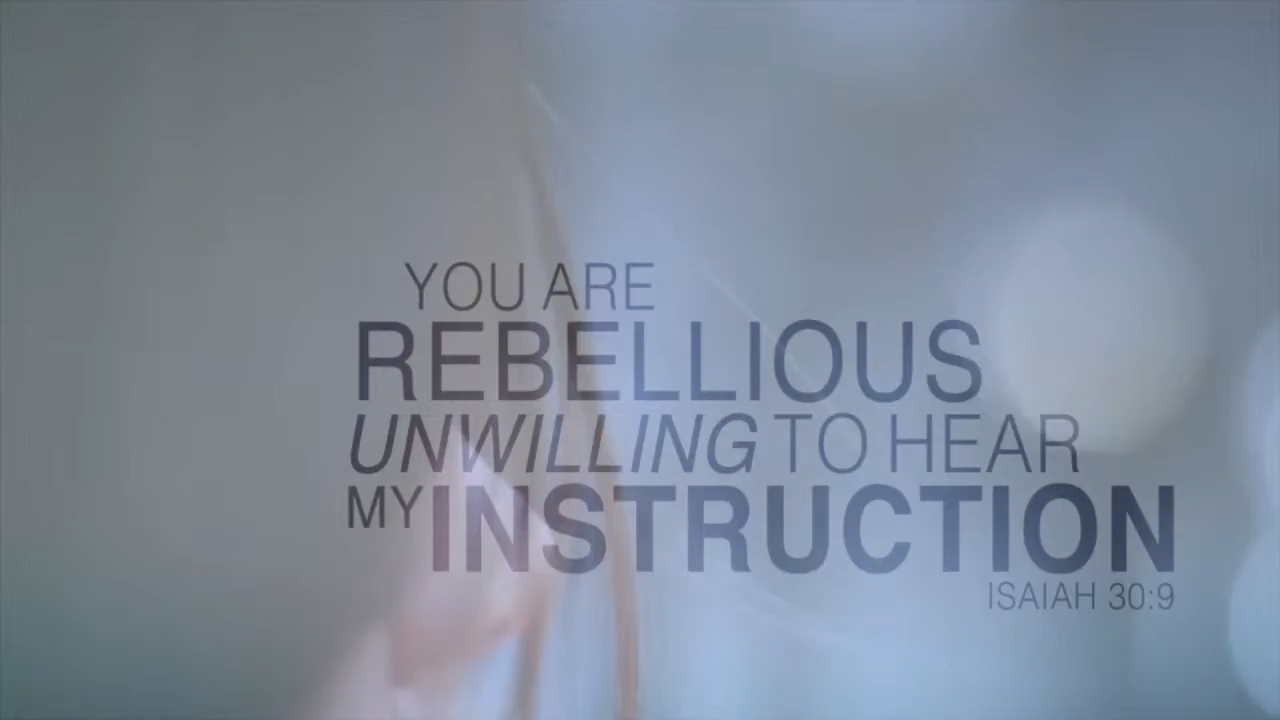 YOU ARE
REBELLIOUS
UNWILLING TO HEAR
MY INSTRUCTION
ISAIAH 30:9